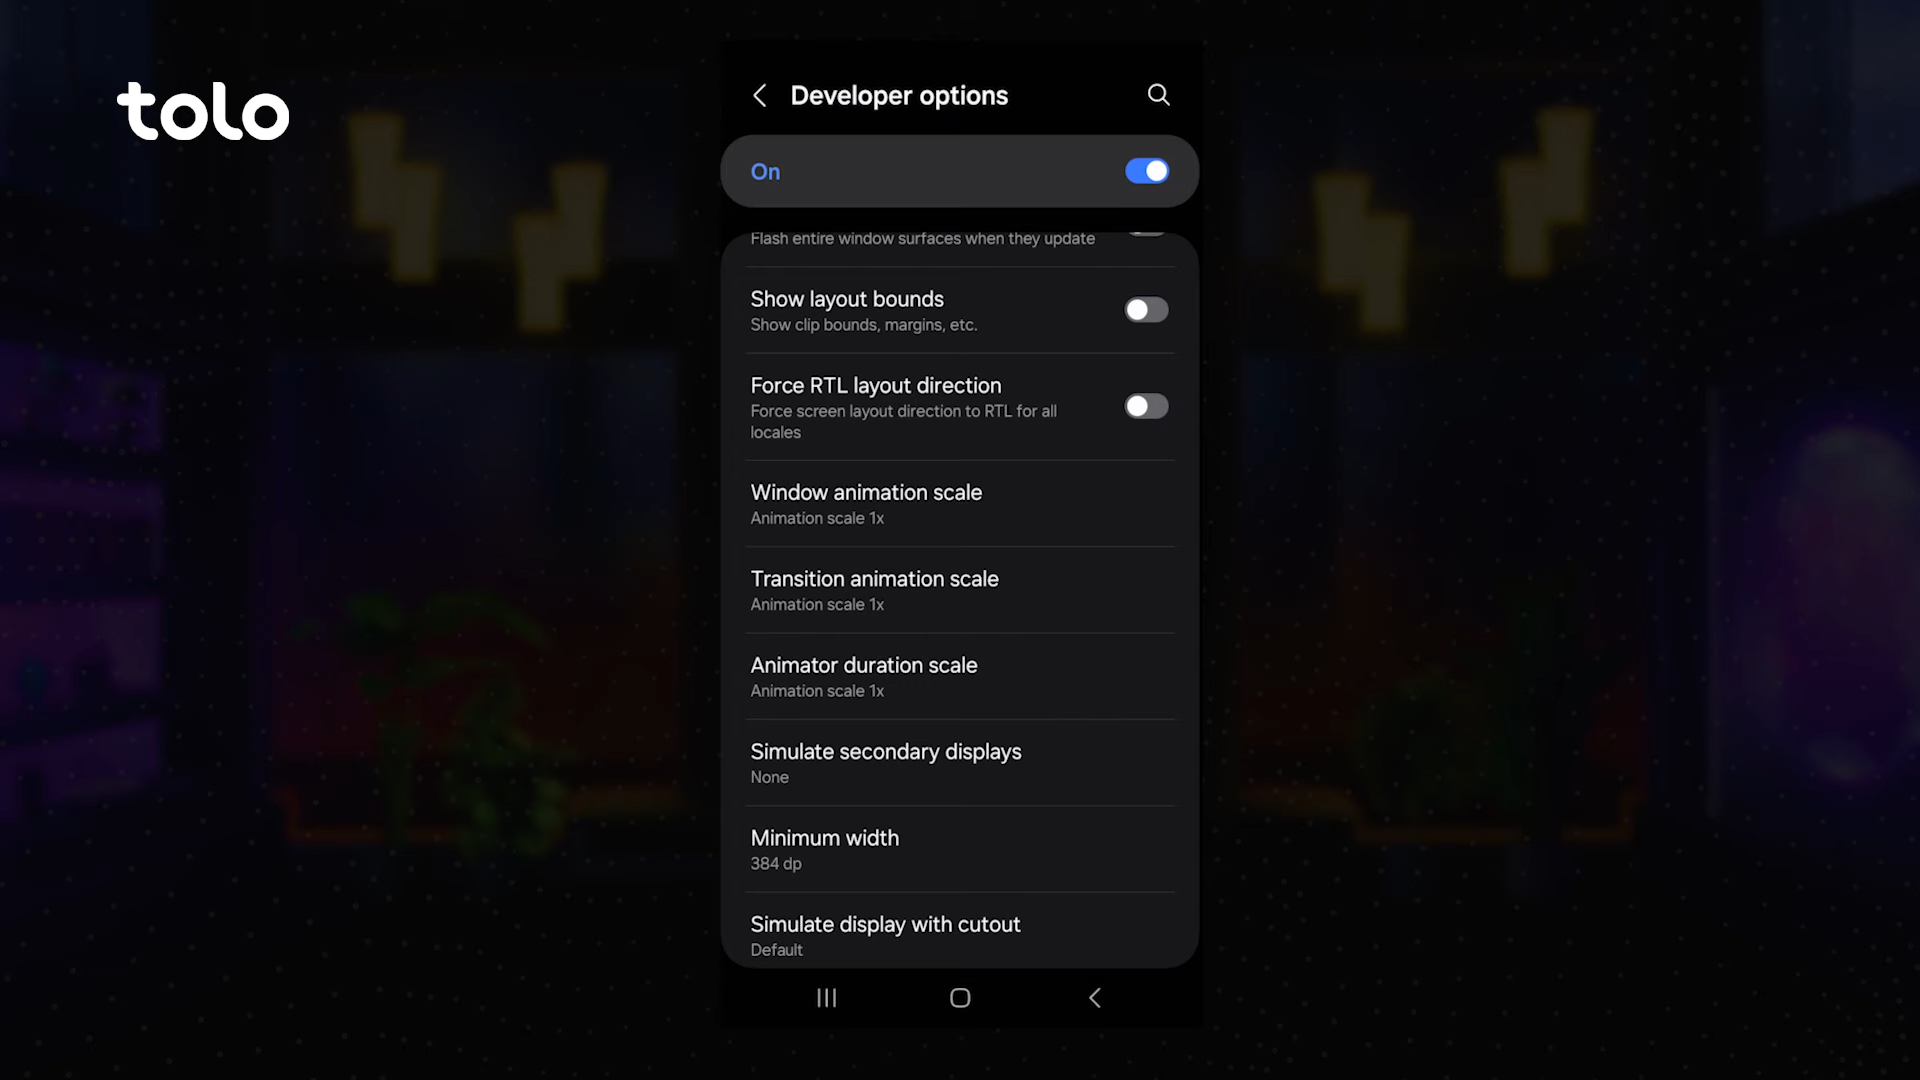 tolo
Developer options
On
Flash entire window surfaces when they update
Show layout bounds
Show clip bounds, margins, etc.
Force RTL layout direction
Force screen layout direction to RTL for all
locales
Window animation scale
Animation scale 1x
Transition animation scale
Animation scale 1x
Animator duration scale
Animation scale 1x
Simulate secondary displays
None
Minimum width
384 dp
Simulate display with cutout
Default